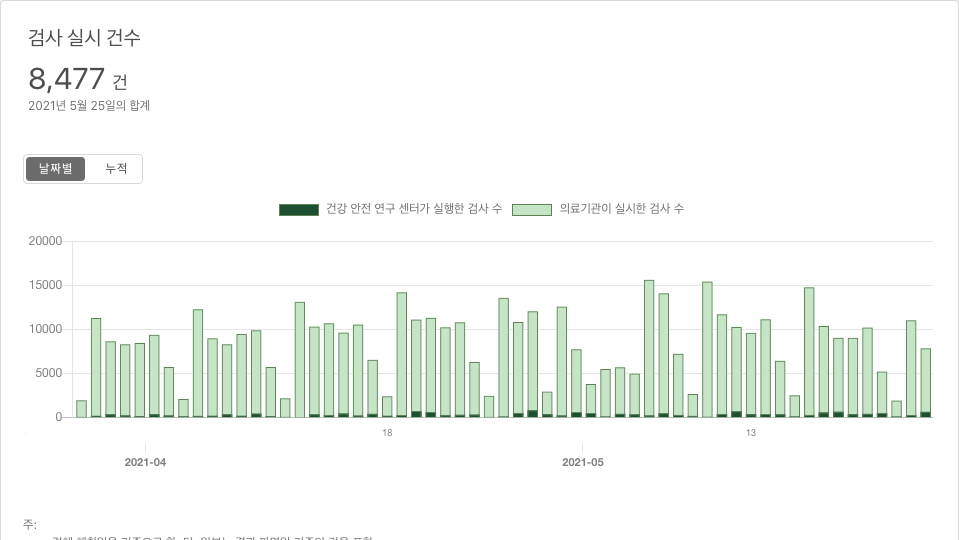 검사 실시 건수
8,477 건
2021년 5월 25일의 합계
날짜별 누적
건강 안전 연구 센터가 실행한 검사 수 의료기관이 실시한 검사 수
20000
15000
10000
5000
0
18 13
2021-04 2021-05
주: